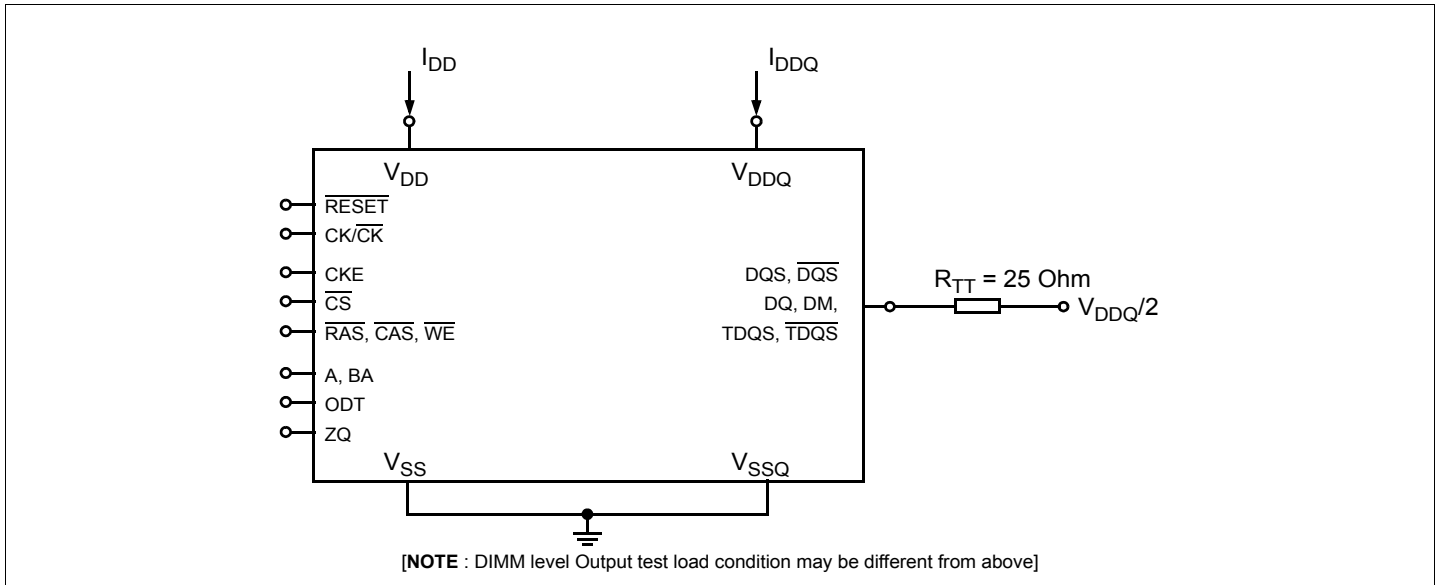 IDD IDDQ
VDD VDDQ
RESET
CK/CK
CKE
CS
RAS, CAS, WE
A, BA
ODT
ZQ
DQS, DQS
DQ, DM,
TDQS, TDQS
RTT = 25 Ohm
VDDQ/2
VSS VSSQ
[NOTE : DIMM level Output test load condition may be different from above]